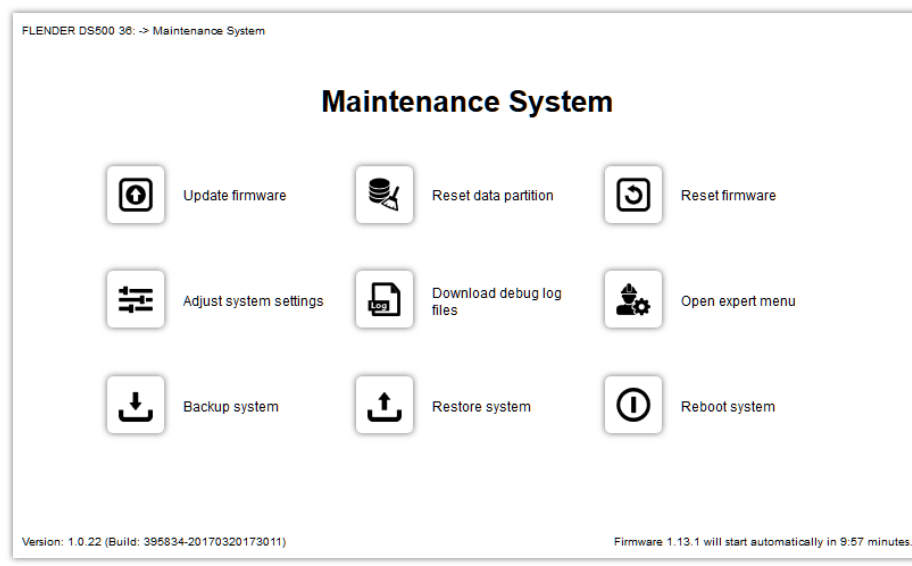 FLENDER DS500 36: -> Maintenance System
Maintenance System
Update firmware
Reset data partition
Reset firmware
Adjust system settings
Download debug log
files
Log
Open expert menu
Backup system
Restore system
Reboot system
Version: 1.0.22 (Build: 395834-20170320173011)
Firmware 1.13.1 will start automatically in 9:57 minutes.